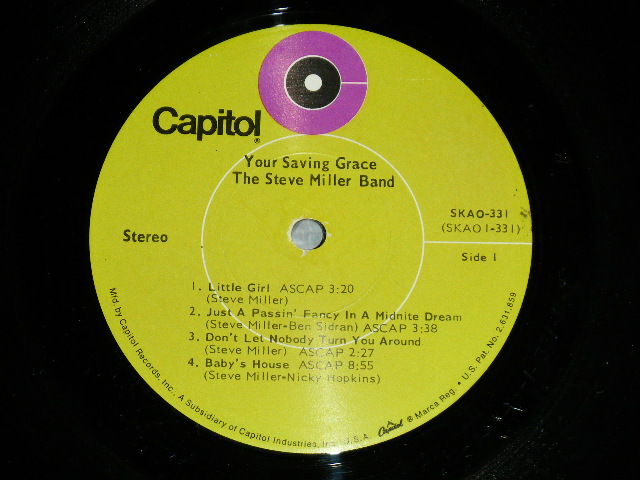 Capitol®
Your Saving Grace
The Steve Miller Band
Stereo
SKAO-331
(SKAO1-331)
Side 1
1. Little Girl ASCAP 3:20
(Steve Miller)
2. Just A Passin' Fancy In A Midnite Dream
(Steve Miller-Ben Sidran) ASCAP 3:38
3. Don't Let Nobody Turn You Around
(Steve Miller) ASCAP 2:27
4. Baby's House ASCAP 8:55
(Steve Miller-Nicky Hopkins)
Mfd. by Capitol Records, Inc. A Subsidiary of Capitol Industries, Inc., U.S.A. Capitol ® Marca Reg. • U.S. Pat. No. 2,631,859